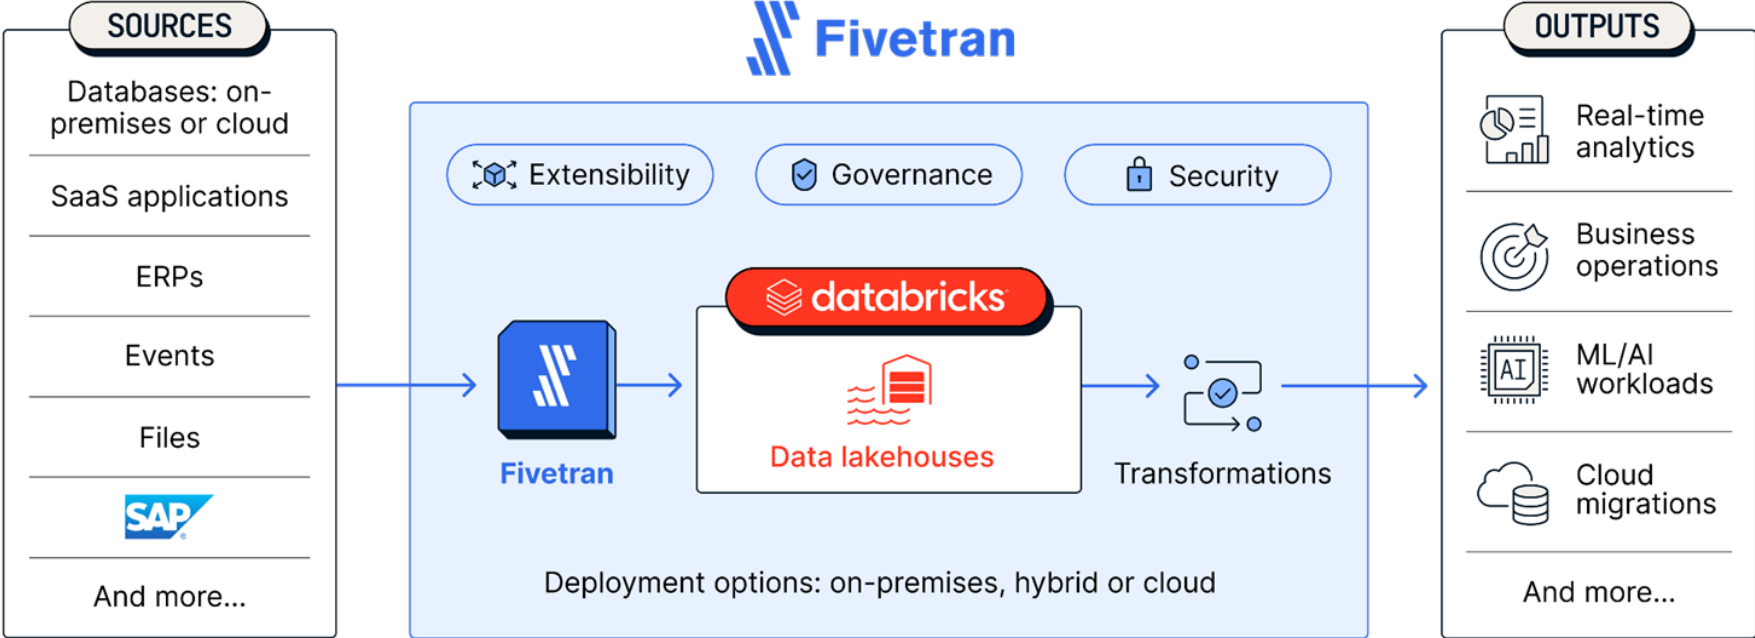 SOURCES
Databases: on-
premises or cloud
SaaS applications
ERPs
Events
Files
SAP
®
And more...
Fivetran
Extensibility
Governance
Security
Fivetran
databricks
Data lakehouses
Transformations
Deployment options: on-premises, hybrid or cloud
OUTPUTS
Real-time
analytics
Business
operations
AI
ML/AI
workloads
Cloud
migrations
And more...